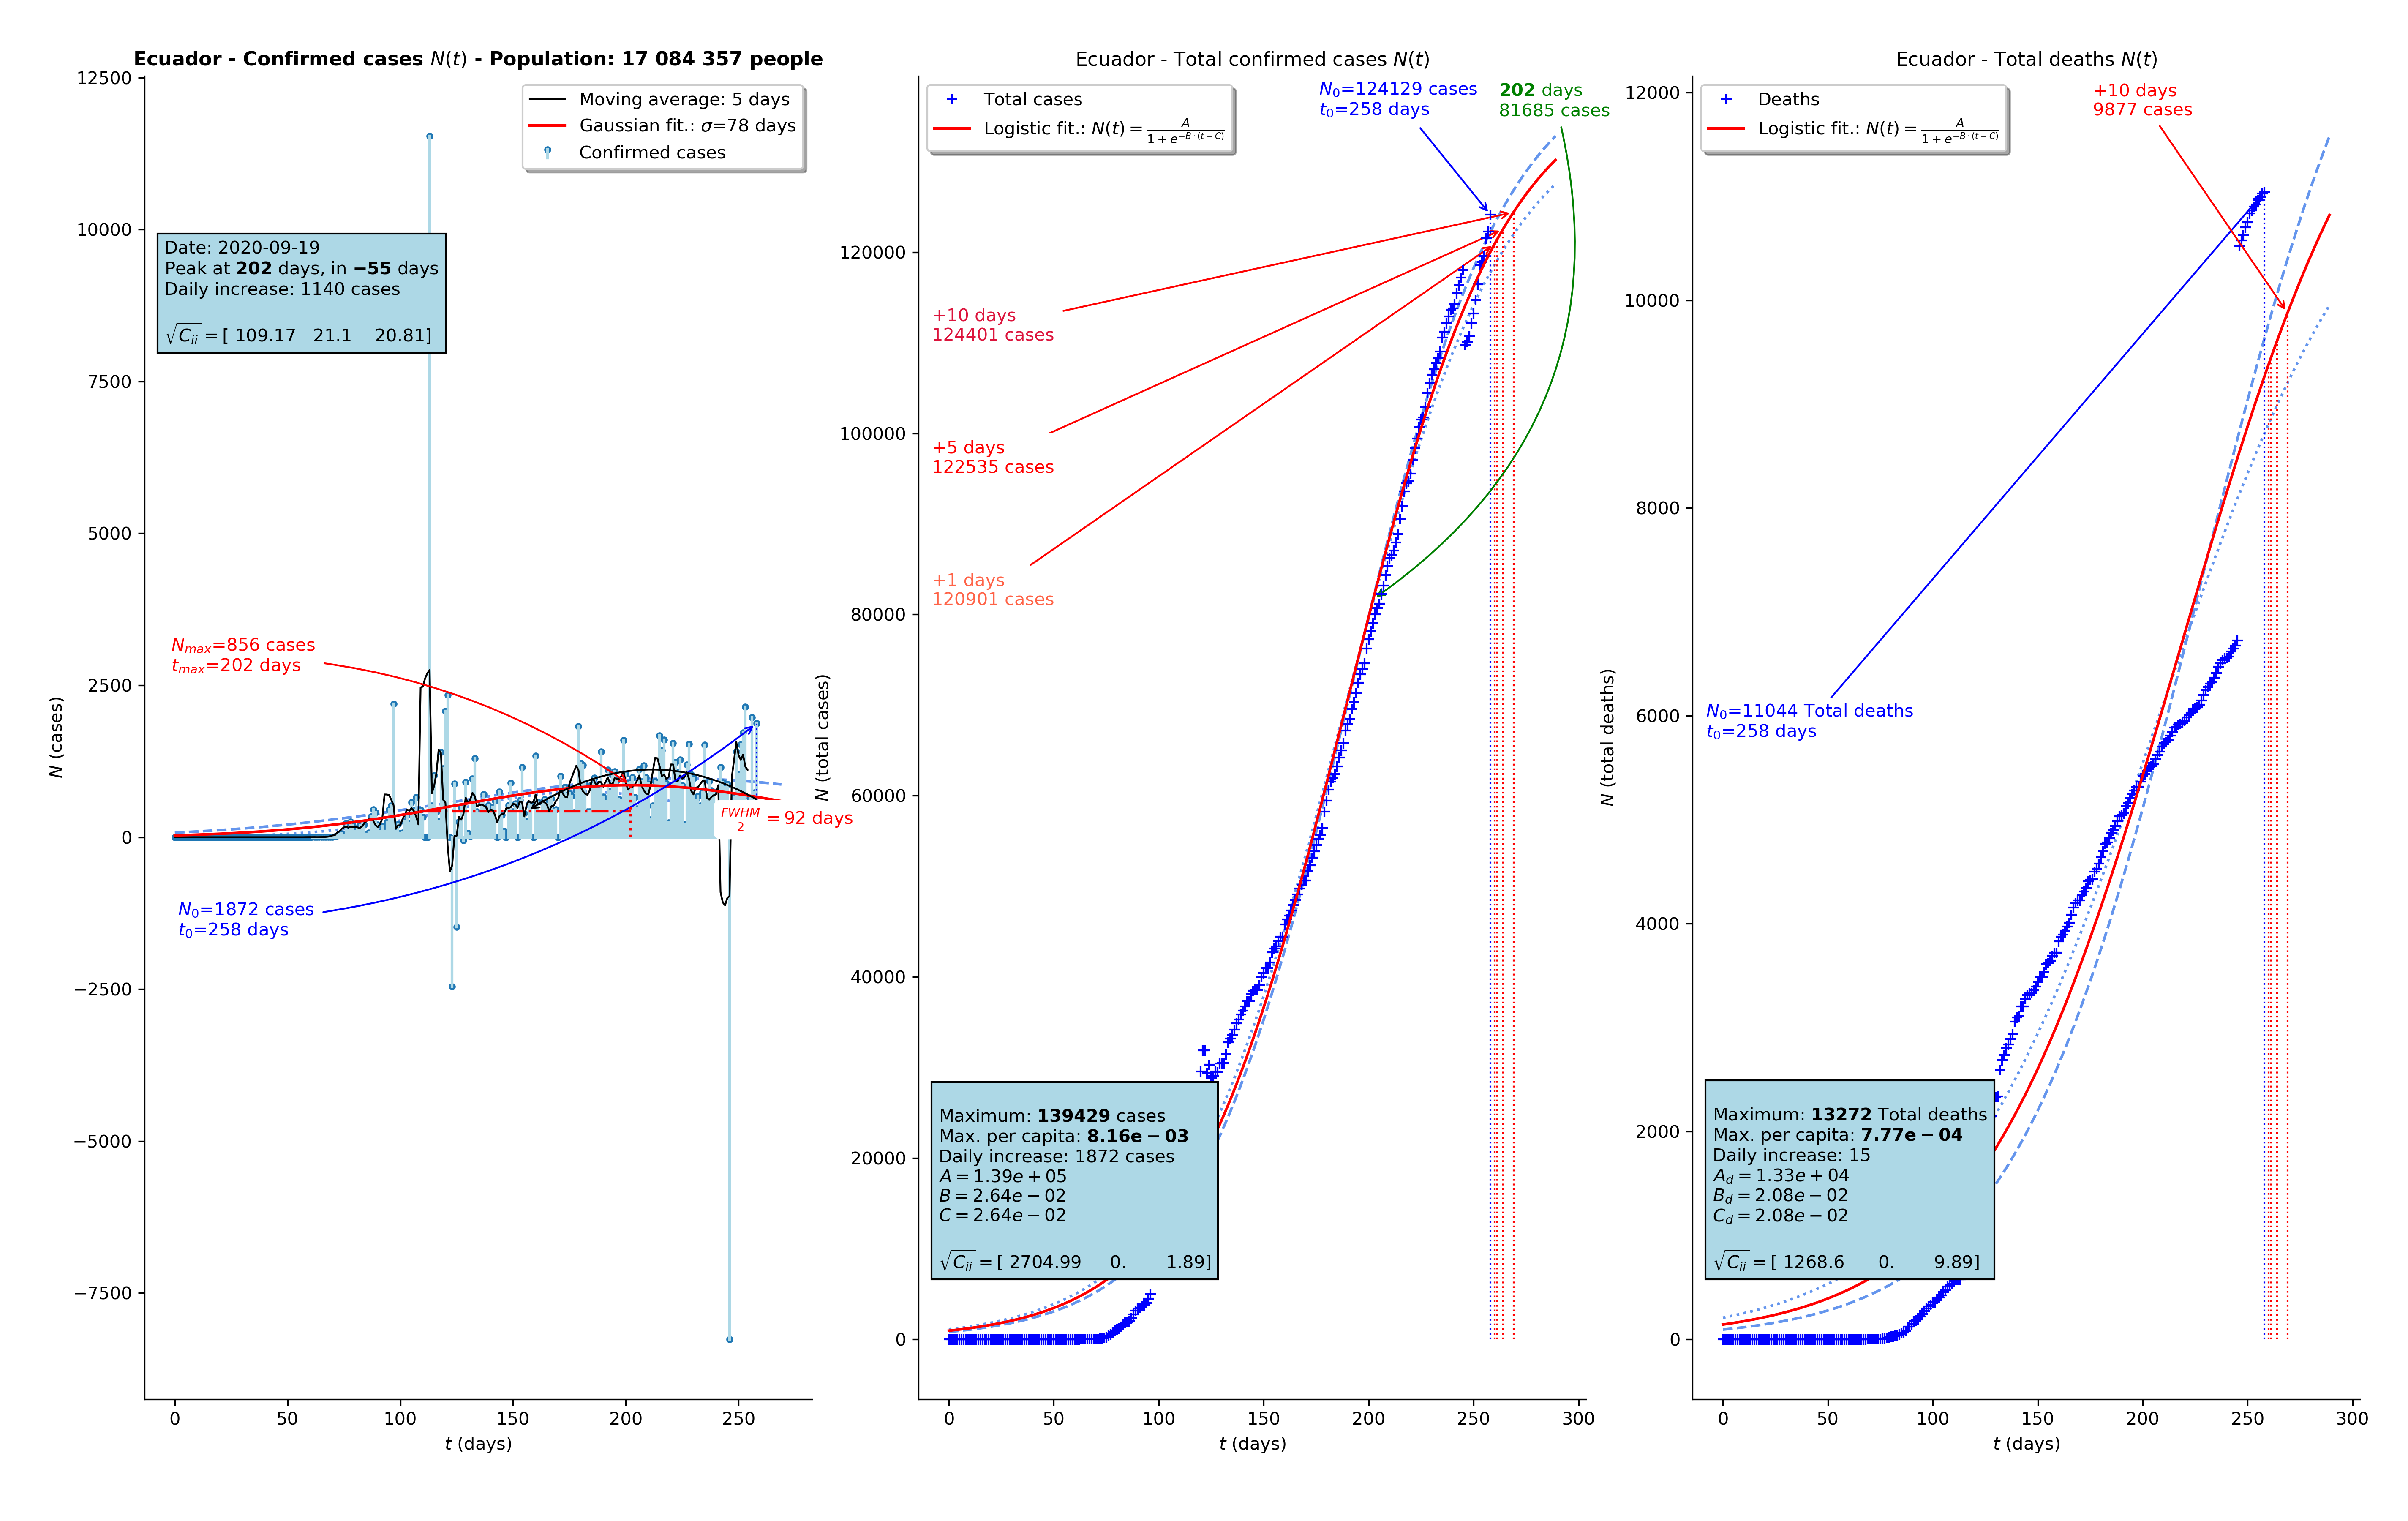 Ecuador - Confirmed cases N(t) - Population: 17 084 357 people
12500
10000
7500
5000
2500
0
−2500
−5000
−7500
N (cases)
0 50 100 150 200 250
t (days)
Moving average: 5 days
Gaussian fit.: σ=78 days
Confirmed cases
Date: 2020-09-19
Peak at 202 days, in −55 days
Daily increase: 1140 cases
√C_ii = [ 109.17 21.1 20.81]
N_max=856 cases
t_max=202 days
N_0=1872 cases
t_0=258 days
FWHM/2 = 92 days
Ecuador - Total confirmed cases N(t)
120000
100000
80000
60000
40000
20000
0
N (total cases)
0 50 100 150 200 250 300
t (days)
Total cases
Logistic fit.: N(t) = A/(1 + e^{−B·(t−C)})
N_0=124129 cases
t_0=258 days
202 days
81685 cases
+10 days
124401 cases
+5 days
122535 cases
+1 days
120901 cases
Maximum: 139429 cases
Max. per capita: 8.16e − 03
Daily increase: 1872 cases
A = 1.39e + 05
B = 2.64e − 02
C = 2.64e − 02
√C_ii = [ 2704.99 0. 1.89]
Ecuador - Total deaths N(t)
12000
10000
8000
6000
4000
2000
0
N (total deaths)
0 50 100 150 200 250 300
t (days)
Deaths
Logistic fit.: N(t) = A/(1 + e^{−B·(t−C)})
+10 days
9877 cases
N_0=11044 Total deaths
t_0=258 days
Maximum: 13272 Total deaths
Max. per capita: 7.77e − 04
Daily increase: 15
A_d = 1.33e + 04
B_d = 2.08e − 02
C_d = 2.08e − 02
√C_ii = [ 1268.6 0. 9.89]